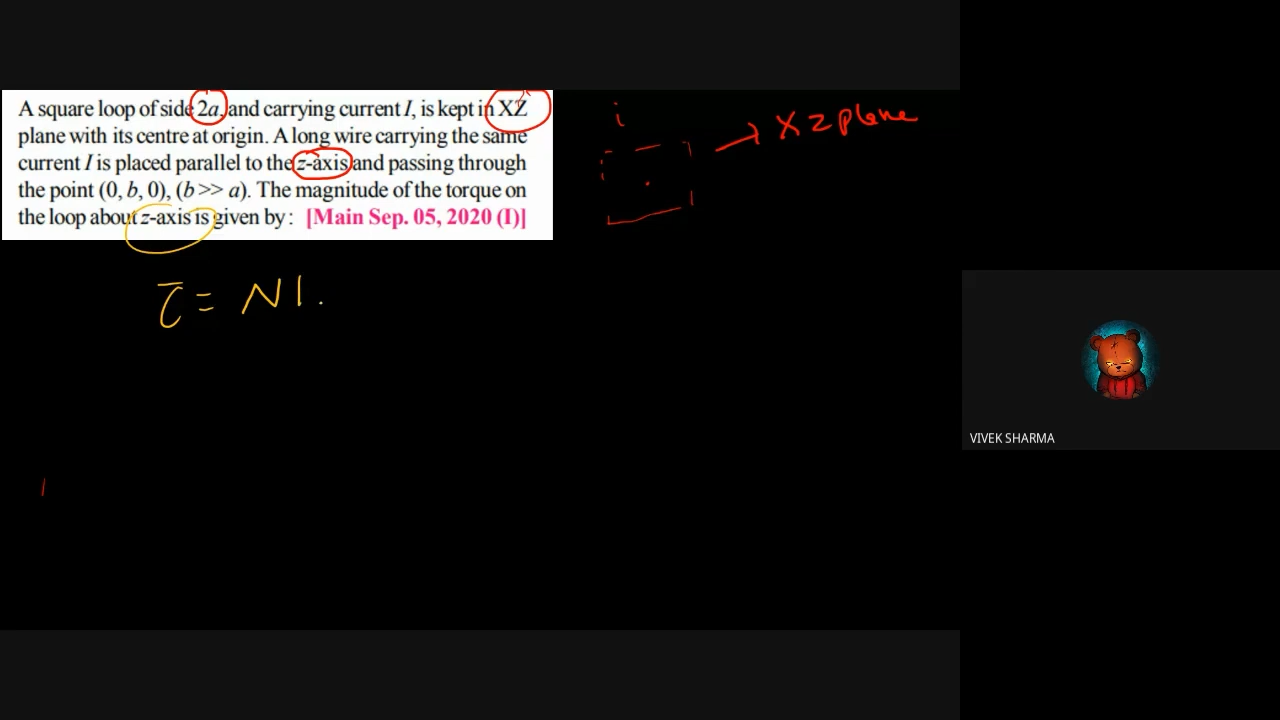 A square loop of side 2a, and carrying current I, is kept in XZ
plane with its centre at origin. A long wire carrying the same
current I is placed parallel to the z-axis and passing through
the point (0, b, 0), (b >> a). The magnitude of the torque on
the loop about z-axis is given by : [Main Sep. 05, 2020 (I)]
i
→ XZ plane
τ = NI.
VIVEK SHARMA